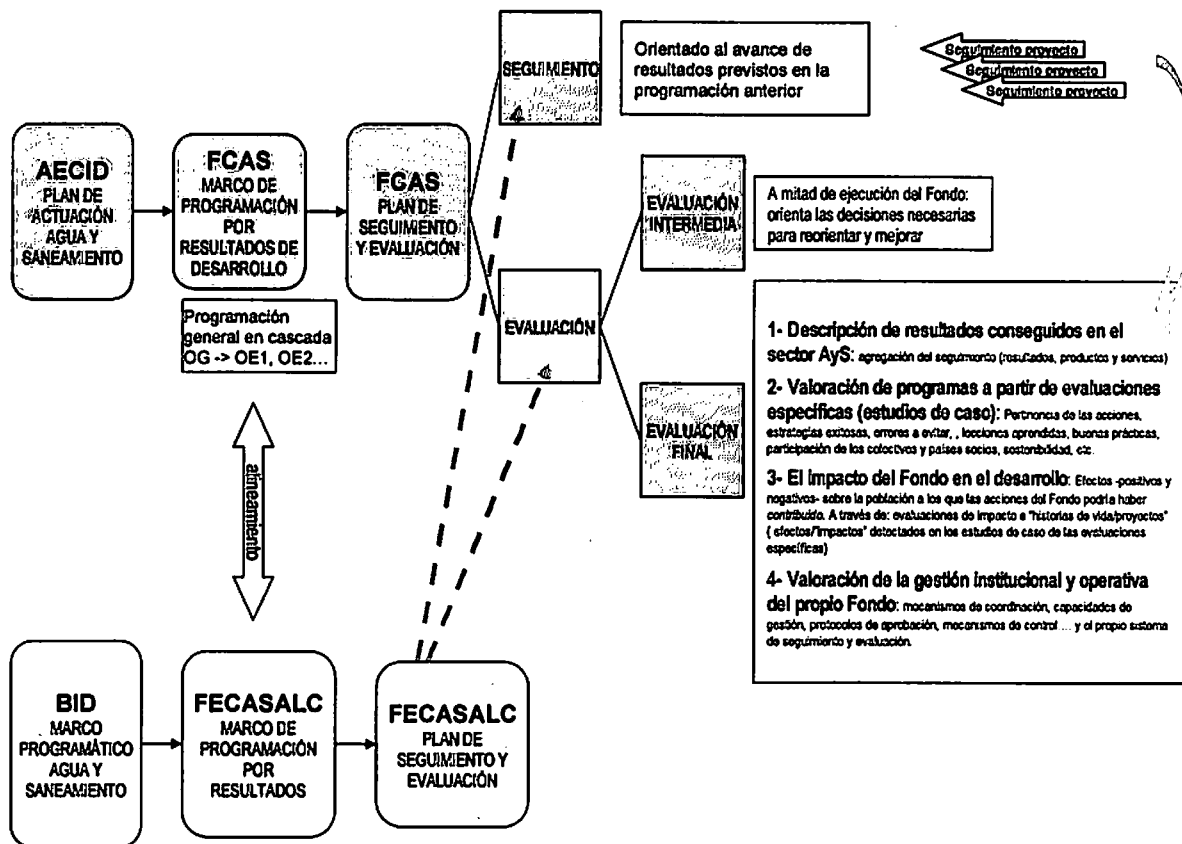 SEGUIMIENTO
Orientado al avance de
resultados previstos en la
programación anterior
Seguimiento proyecto
Seguimiento proyecto
Seguimiento proyecto
AECID
PLAN DE
ACTUACIÓN
AGUA Y
SANEAMIENTO
FCAS
MARCO DE
PROGRAMACIÓN
POR
RESULTADOS DE
DESARROLLO
FCAS
PLAN DE
SEGUIMIENTO
Y EVALUACIÓN
Programación
general en cascada
OG -> OE1, OE2...
EVALUACIÓN
EVALUACIÓN
INTERMEDIA
A mitad de ejecución del Fondo:
orienta las decisiones necesarias
para reorientar y mejorar
EVALUACIÓN
FINAL
1- Descripción de resultados conseguidos en el
sector AyS: agregación del seguimiento (resultados, productos y servicios)
2- Valoración de programas a partir de evaluaciones
específicas (estudios de caso): Pertinencia de las acciones,
estrategias exitosas, errores a evitar, , lecciones aprendidas, buenas prácticas,
participación de los colectivos y países socios, sostenibilidad, etc.
3- El impacto del Fondo en el desarrollo: Efectos -positivos y
negativos- sobre la población a los que las acciones del Fondo podría haber
contribuido. A través de: evaluaciones de impacto e "historias de vida/proyectos"
( efectos/"impactos" detectados en los estudios de caso de las evaluaciones
específicas)
4- Valoración de la gestión institucional y operativa
del propio Fondo: mecanismos de coordinación, capacidades de
gestión, protocolos de aprobación, mecanismos de control ... y el propio sistema
de seguimiento y evaluación.
alineamiento
BID
MARCO
PROGRAMÁTICO
AGUA Y
SANEAMIENTO
FECASALC
MARCO DE
PROGRAMACIÓN
POR
RESULTADOS
FECASALC
PLAN DE
SEGUIMIENTO Y
EVALUACIÓN